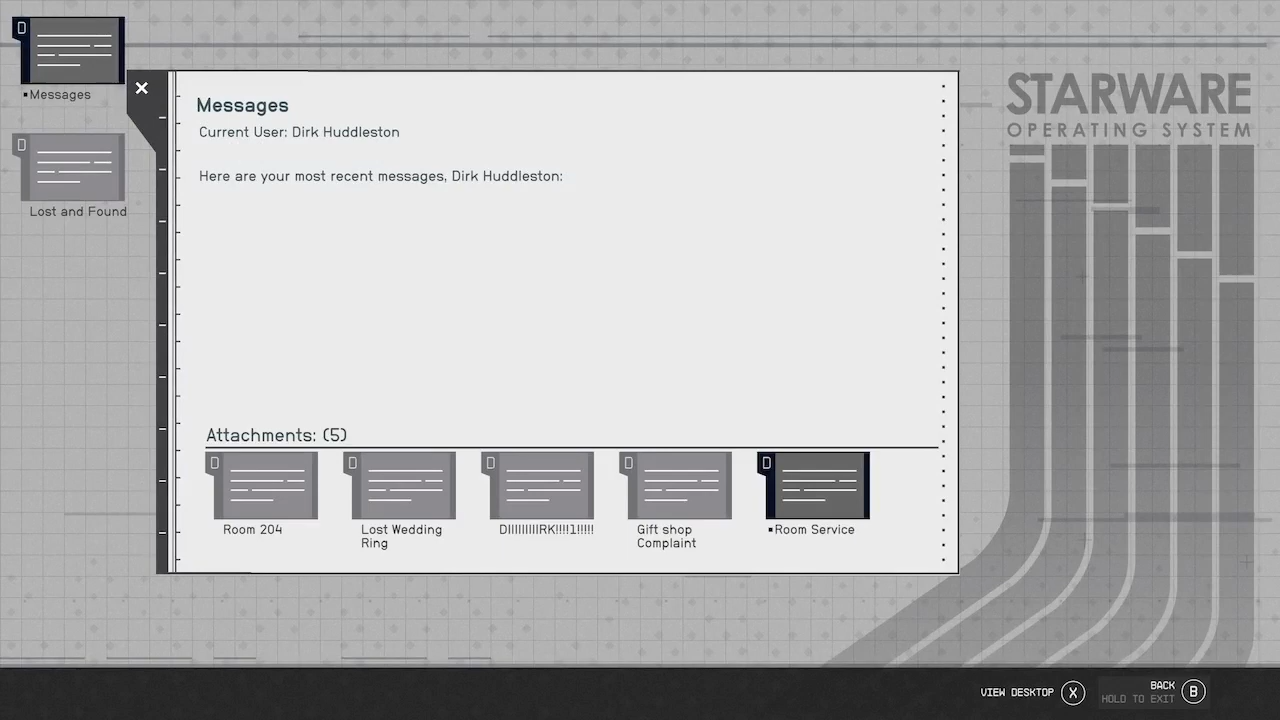 D
▪Messages
D
Lost and Found
×
Messages
Current User: Dirk Huddleston
Here are your most recent messages, Dirk Huddleston:
Attachments: (5)
D
D
D
D
D
Room 204
Lost Wedding
Ring
DIIIIIIIIRK!!!!1!!!!!
Gift shop
Complaint
▪Room Service
STARWARE
OPERATING SYSTEM
VIEW DESKTOP X
BACK
HOLD TO EXIT
B